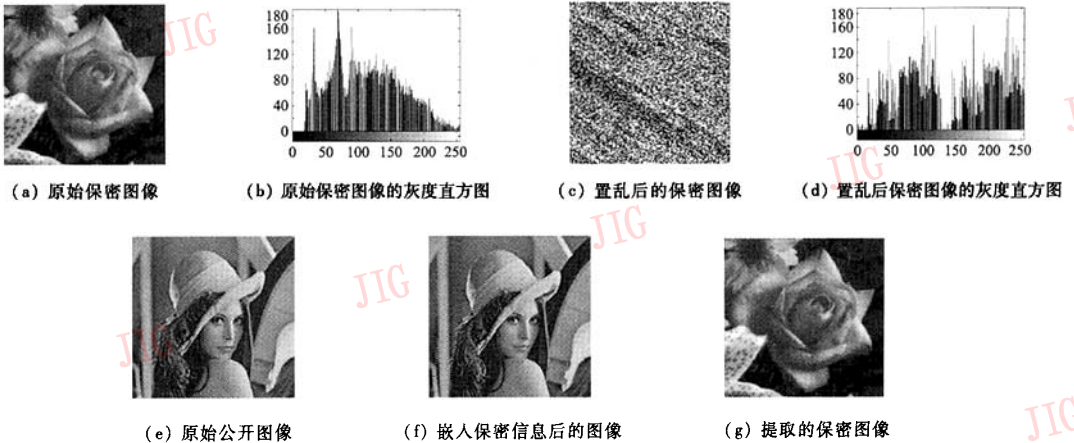 JIG
180
160
120
80
40
0
0 50 100 150 200 250
180
160
120
80
40
0
0 50 100 150 200 250
(a) 原始保密图像
(b) 原始保密图像的灰度直方图
(c) 置乱后的保密图像
(d) 置乱后保密图像的灰度直方图
JIG
JIG
JIG
JIG
(e) 原始公开图像
(f) 嵌人保密信息后的图像
(g) 提取的保密图像
JIG